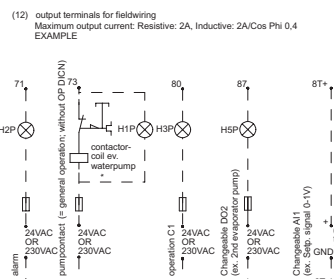 (12) output terminals for fieldwiring
Maximum output current: Resistive: 2A, Inductive: 2A/Cos Phi 0,4
EXAMPLE
71
73
80
87
8T+
H2P
H1P
H3P
H5P
contactor-
coil ev.
waterpump
*
24VAC
OR
230VAC
24VAC
OR
230VAC
24VAC
OR
230VAC
24VAC
OR
230VAC
+
GND
alarm
pumpcontact (= general operation; without OP DICN)
operation C1
Changeable DO2
(ex. 2nd evaporator pump)
Changeable AI1
(ex. Setp. signal 0-1V)